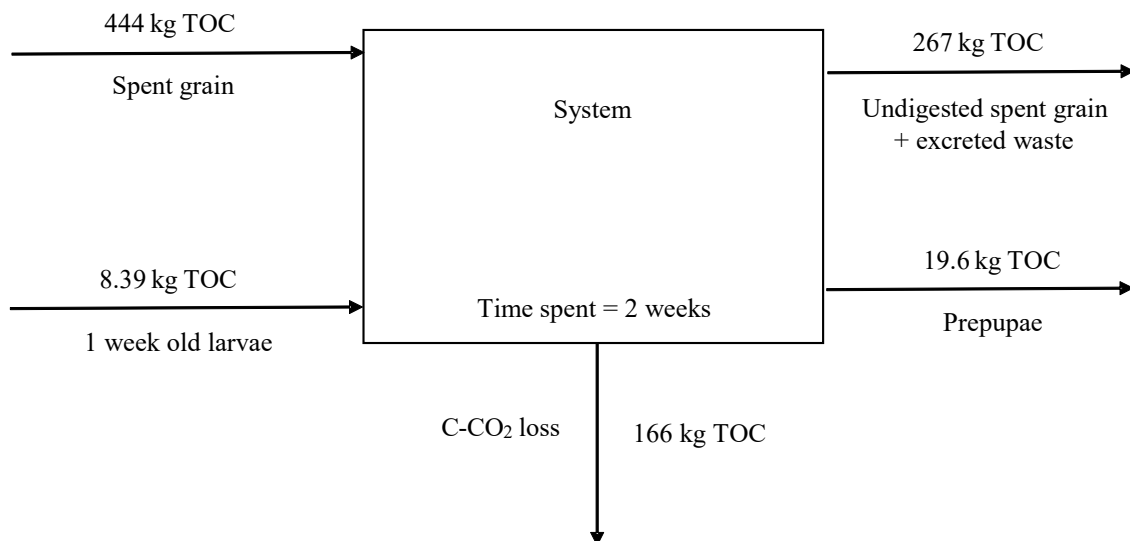 444 kg TOC
Spent grain
8.39 kg TOC
1 week old larvae
System
Time spent = 2 weeks
267 kg TOC
Undigested spent grain
+ excreted waste
19.6 kg TOC
Prepupae
C-CO₂ loss
166 kg TOC